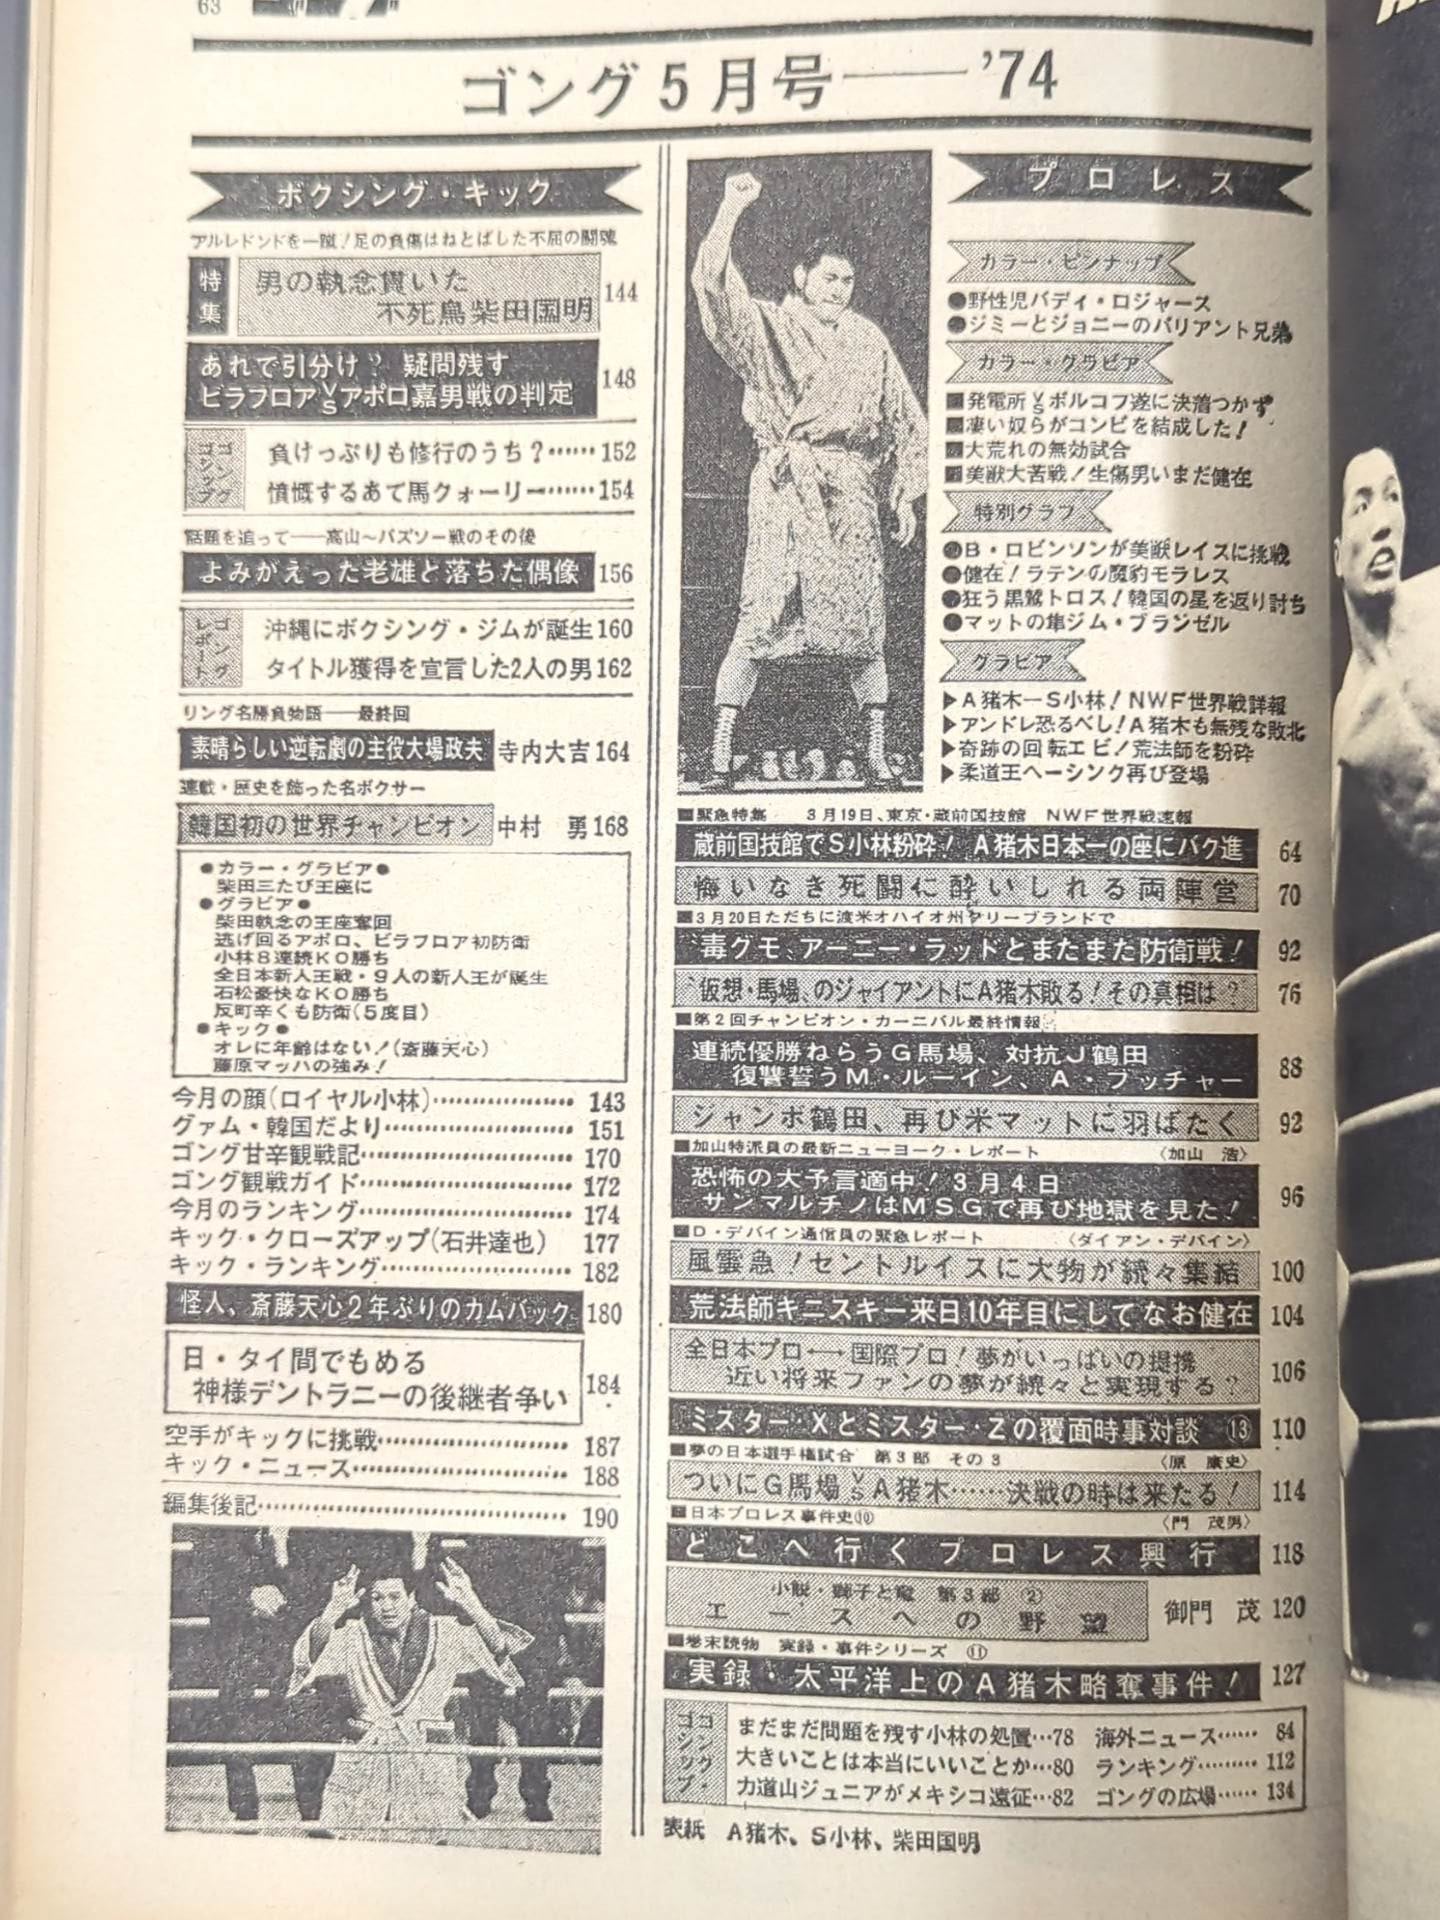 63
ゴング5月号——’74
ボクシング・キック
アルレドンドを一蹴！足の負傷はねとばした不屈の闘魂
特集
男の執念貫いた
不死鳥柴田国明
144
あれで引分け？ 疑問残す
ビラフロアVSアポロ嘉男戦の判定
148
ゴングゴシップ
負けっぷりも修行のうち？……152
憤慨するあて馬クォーリー……154
話題を追って——高山〜バズソー戦のその後
よみがえった老雄と落ちた偶像 156
ゴングレポート
沖縄にボクシング・ジムが誕生160
タイトル獲得を宣言した2人の男162
リング名勝負物語——最終回
素晴らしい逆転劇の主役大場政夫 寺内大吉164
連載・歴史を飾った名ボクサー
韓国初の世界チャンピオン 中村 勇168
●カラー・グラビア●
柴田三たび王座に
●グラビア●
柴田執念の王座奪回
逃げ回るアポロ、ビラフロア初防衛
小林8連続KO勝ち
全日本新人王戦・9人の新人王が誕生
石松豪快なKO勝ち
反町辛くも防衛(5度目)
●キック●
オレに年齢はない！(斎藤天心)
藤原マッハの強み！
今月の顔(ロイヤル小林)……………… 143
グァム・韓国だより……………… 151
ゴング甘辛観戦記……………… 170
ゴング観戦ガイド……………… 172
今月のランキング……………… 174
キック・クローズアップ(石井達也) 177
キック・ランキング……………… 182
怪人、斎藤天心2年ぶりのカムバック 180
日・タイ間でもめる
神様デントラニーの後継者争い
184
空手がキックに挑戦……………… 187
キック・ニュース……………… 188
編集後記……………… 190
プロレス
カラー・ピンナップ
●野性児バディ・ロジャース
●ジミーとジョニーのバリアント兄弟
カラー・グラビア
■発電所VSボルコフ遂に決着つかず
■凄い奴らがコンビを結成した！
■大荒れの無効試合
■美獣大苦戦！生傷男いまだ健在
特別グラフ
●B・ロビンソンが美獣レイスに挑戦
●健在！ラテンの魔豹モラレス
●狂う黒鷲トロス！韓国の星を返り討ち
●マットの隼ジム・ブランゼル
グラビア
▶A猪木—S小林！NWF世界戦詳報
▶アンドレ恐るべし！A猪木も無残な敗北
▶奇跡の回転エビ！荒法師を粉砕
▶柔道王ヘーシンク再び登場
■緊急特集 3月19日、東京・蔵前国技館 NWF世界戦速報
蔵前国技館でS小林粉砕！ A猪木日本一の座にバク進 64
悔いなき死闘に酔いしれる両陣営 70
■3月20日ただちに渡米オハイオ州クリーブランドで
“毒グモ”アーニー・ラッドとまたまた防衛戦！ 92
“仮想・馬場”のジャイアントにA猪木敗る！その真相は？ 76
■第2回チャンピオン・カーニバル最終情報
連続優勝ねらうG馬場、対抗J鶴田
復讐誓うM・ルーイン、A・ブッチャー
88
ジャンボ鶴田、再び米マットに羽ばたく 92
■加山特派員の最新ニューヨーク・レポート 〈加山 浩〉
恐怖の大予言適中！3月4日
サンマルチノはMSGで再び地獄を見た！
96
■D・デバイン通信員の緊急レポート 〈ダイアン・デバイン〉
風雲急！セントルイスに大物が続々集結 100
荒法師キニスキー来日10年目にしてなお健在 104
全日本プロ←→国際プロ！夢がいっぱいの提携
近い将来ファンの夢が続々と実現する？
106
ミスター・Xとミスター・Zの覆面時事対談 ⑬ 110
■夢の日本選手権試合 第3部 その3 〈原 康史〉
ついにG馬場VSA猪木……決戦の時は来たる！ 114
■日本プロレス事件史⑩ 〈門 茂男〉
どこへ行くプロレス興行 118
小説・獅子と竜 第3部 ②
エースへの野望
御門 茂 120
■巻末読物 実録・事件シリーズ ⑪
実録・太平洋上のA猪木略奪事件！ 127
ゴング・ゴシップ
まだまだ問題を残す小林の処置…78 海外ニュース…… 84
大きいことは本当にいいことか…80 ランキング……… 112
力道山ジュニアがメキシコ遠征…82 ゴングの広場…… 134
表紙 A猪木、S小林、柴田国明